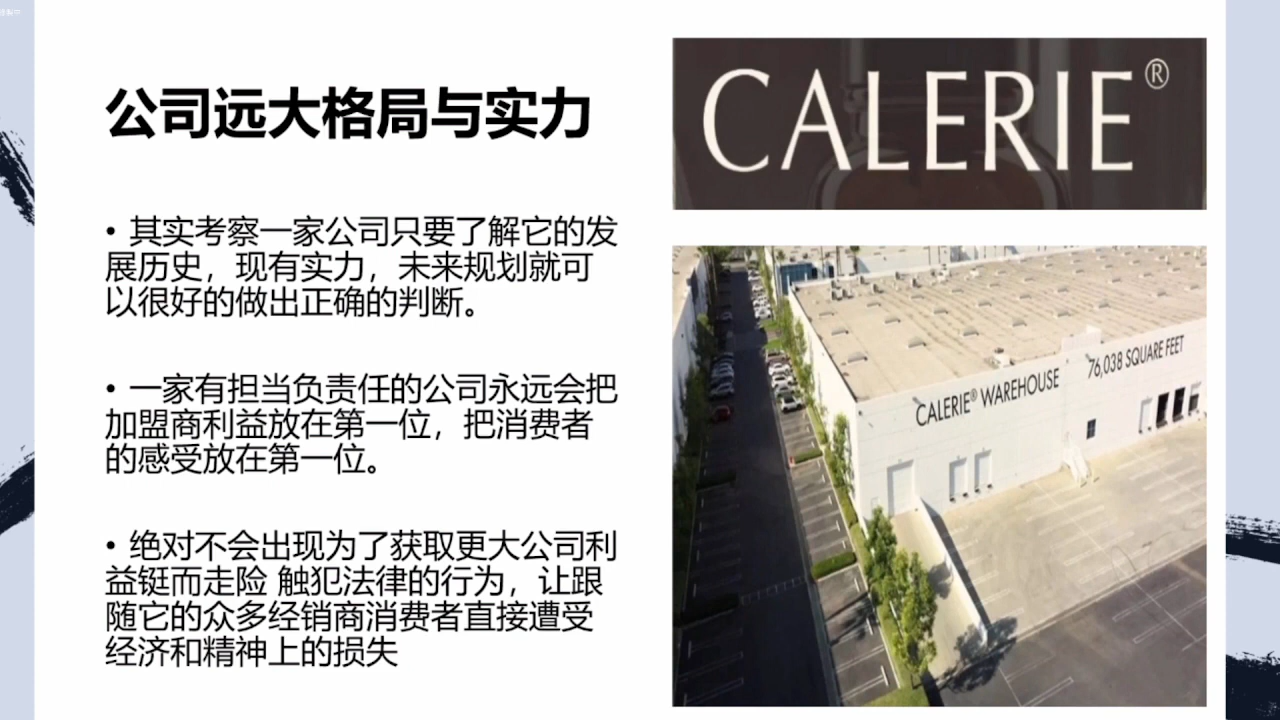 公司远大格局与实力
• 其实考察一家公司只要了解它的发
展历史，现有实力，未来规划就可
以很好的做出正确的判断。
• 一家有担当负责任的公司永远会把
加盟商利益放在第一位，把消费者
的感受放在第一位。
• 绝对不会出现为了获取更大公司利
益铤而走险 触犯法律的行为，让跟
随它的众多经销商消费者直接遭受
经济和精神上的损失
CALERIE®
CALERIE® WAREHOUSE
76,038 SQUARE FEET